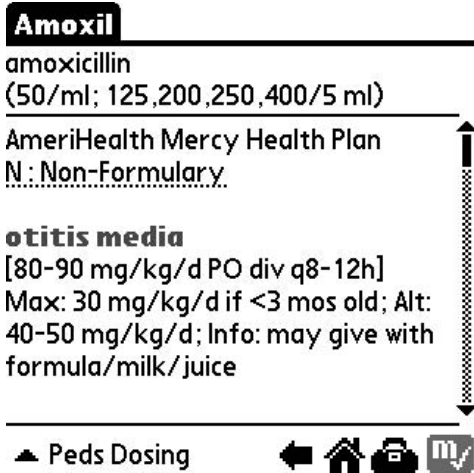 Amoxil
amoxicillin
(50/ml; 125,200,250,400/5 ml)
AmeriHealth Mercy Health Plan
N : Non-Formulary
otitis media
[80-90 mg/kg/d PO div q8-12h]
Max: 30 mg/kg/d if <3 mos old; Alt:
40-50 mg/kg/d; Info: may give with
formula/milk/juice
Peds Dosing